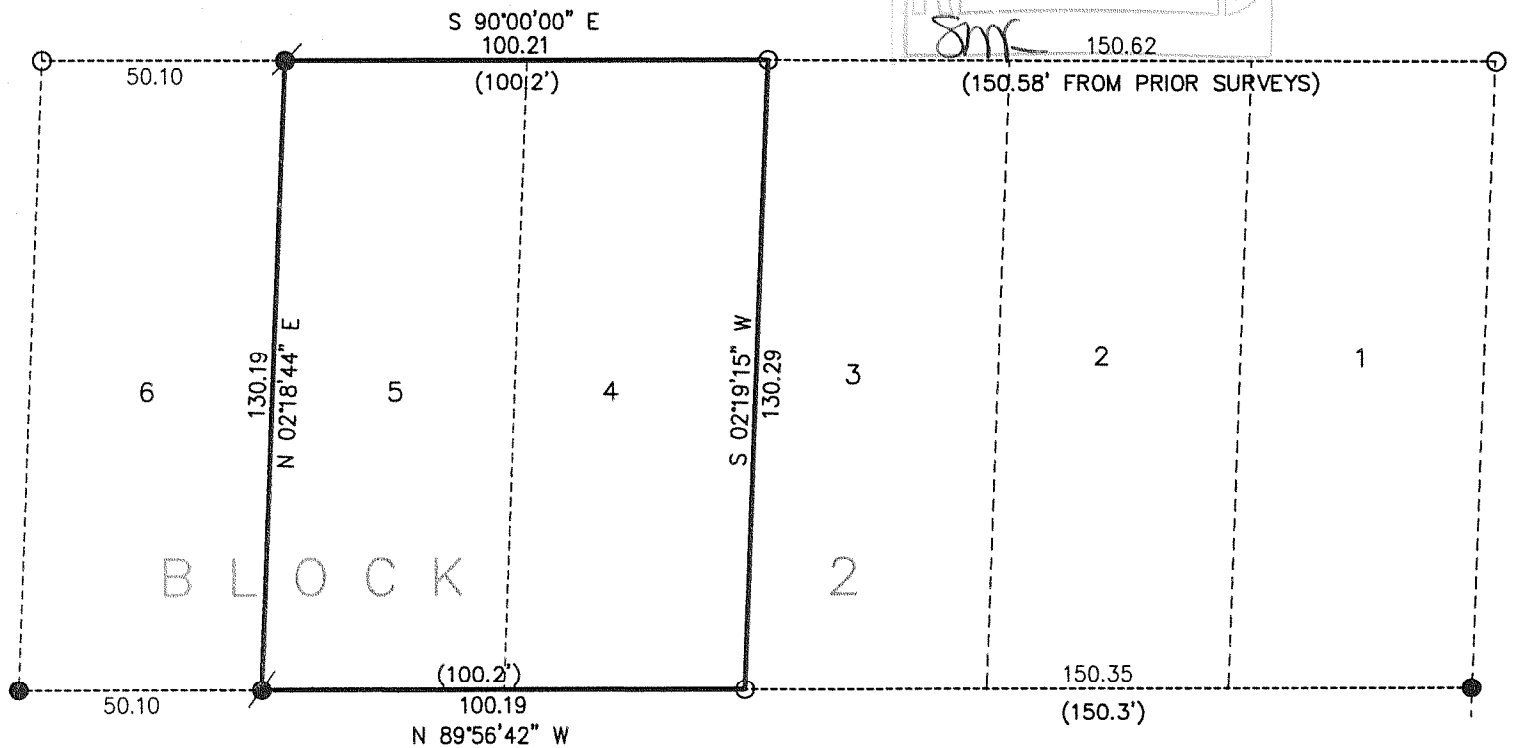 S 90°00'00" E
100.21
150.62
50.10
(100.2')
(150.58' FROM PRIOR SURVEYS)
130.19
N 02°18'44" E
S 02°19'15" W
130.29
6
5
4
3
2
1
BLOCK 2
(100.2')
150.35
50.10
100.19
(150.3')
N 89°56'42" W